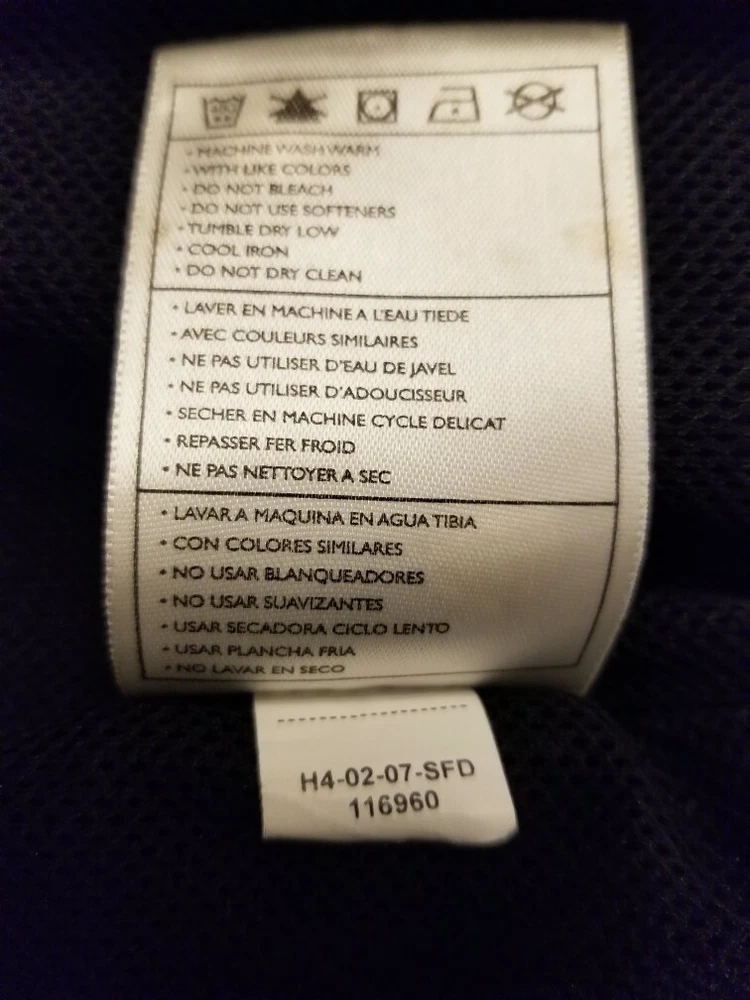 • MACHINE WASH WARM
• WITH LIKE COLORS
• DO NOT BLEACH
• DO NOT USE SOFTENERS
• TUMBLE DRY LOW
• COOL IRON
• DO NOT DRY CLEAN
• LAVER EN MACHINE A L'EAU TIEDE
• AVEC COULEURS SIMILAIRES
• NE PAS UTILISER D'EAU DE JAVEL
• NE PAS UTILISER D'ADOUCISSEUR
• SECHER EN MACHINE CYCLE DELICAT
• REPASSER FER FROID
• NE PAS NETTOYER A SEC
• LAVAR A MAQUINA EN AGUA TIBIA
• CON COLORES SIMILARES
• NO USAR BLANQUEADORES
• NO USAR SUAVIZANTES
• USAR SECADORA CICLO LENTO
• USAR PLANCHA FRIA
• NO LAVAR EN SECO
H4-02-07-SFD
116960